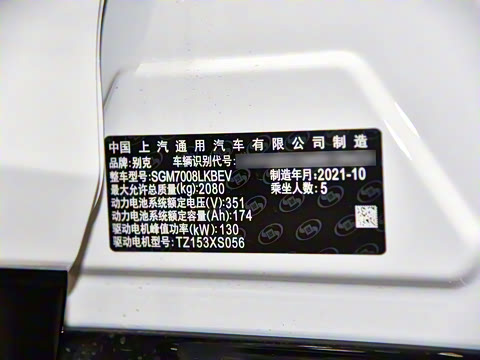 中国 上汽通用汽车有限公司制造
品牌:别克 车辆识别代号:
整车型号:SGM7008LKBEV 制造年月:2021-10
最大允许总质量(kg):2080 乘坐人数:5
动力电池系统额定电压(V):351
动力电池系统额定容量(Ah):174
驱动电机峰值功率(kW):130
驱动电机型号:TZ153XS056